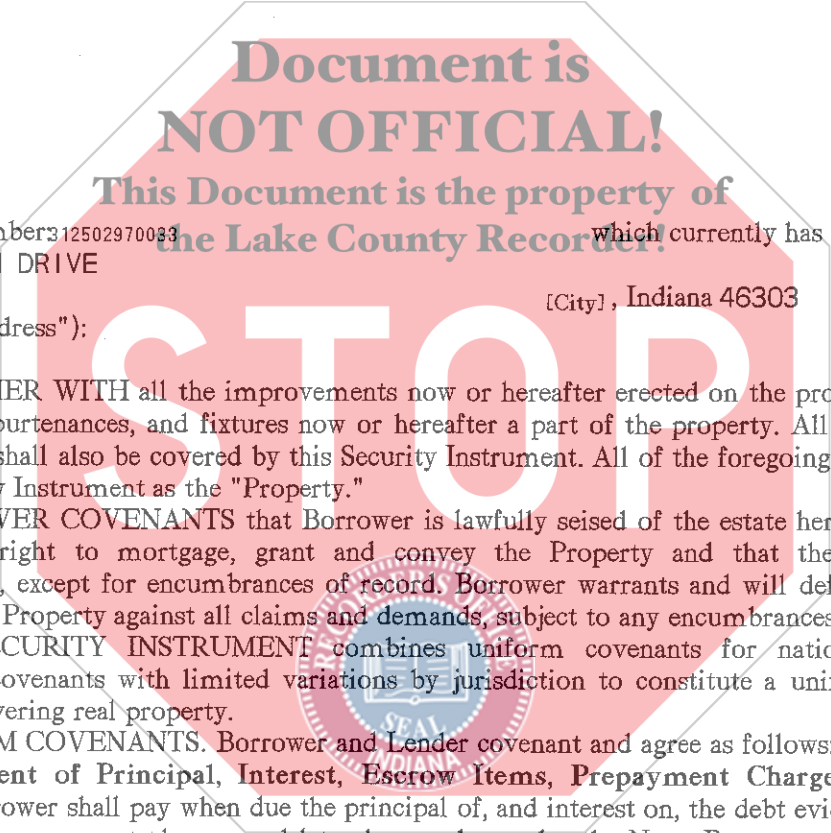 Document is
NOT OFFICIAL!
This Document is the property of
the Lake County Recorder!
nber312502970033 which currently has
DRIVE
[City], Indiana 46303
dress"):
STOP
ER WITH all the improvements now or hereafter erected on the pro
purtenances, and fixtures now or hereafter a part of the property. All
shall also be covered by this Security Instrument. All of the foregoing
y Instrument as the "Property."
VER COVENANTS that Borrower is lawfully seised of the estate her
right to mortgage, grant and convey the Property and that the
, except for encumbrances of record. Borrower warrants and will de
Property against all claims and demands, subject to any encumbrances
CURITY INSTRUMENT combines uniform covenants for natio
ovenants with limited variations by jurisdiction to constitute a uni
vering real property.
M COVENANTS. Borrower and Lender covenant and agree as follows
ent of Principal, Interest, Escrow Items, Prepayment Charge
rower shall pay when due the principal of, and interest on, the debt evi
SEAL
INDIANA